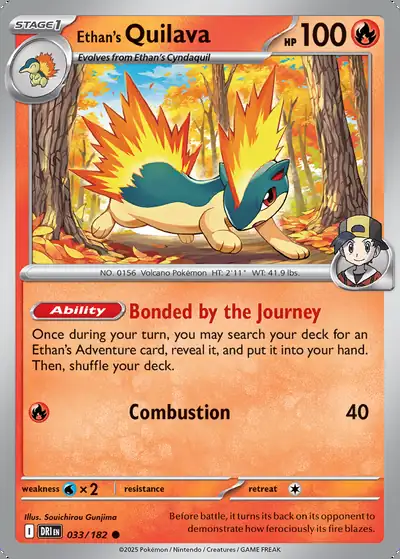 STAGE1
Ethan's Quilava
HP 100
Evolves from Ethan's Cyndaquil
NO. 0156 Volcano Pokémon HT: 2'11" WT: 41.9 lbs.
Ability Bonded by the Journey
Once during your turn, you may search your deck for an
Ethan's Adventure card, reveal it, and put it into your hand.
Then, shuffle your deck.
Combustion 40
weakness ×2 resistance retreat
Illus. Souichirou Gunjima
I DRI EN 033/182
Before battle, it turns its back on its opponent to
demonstrate how ferociously its fire blazes.
©2025 Pokémon / Nintendo / Creatures / GAME FREAK